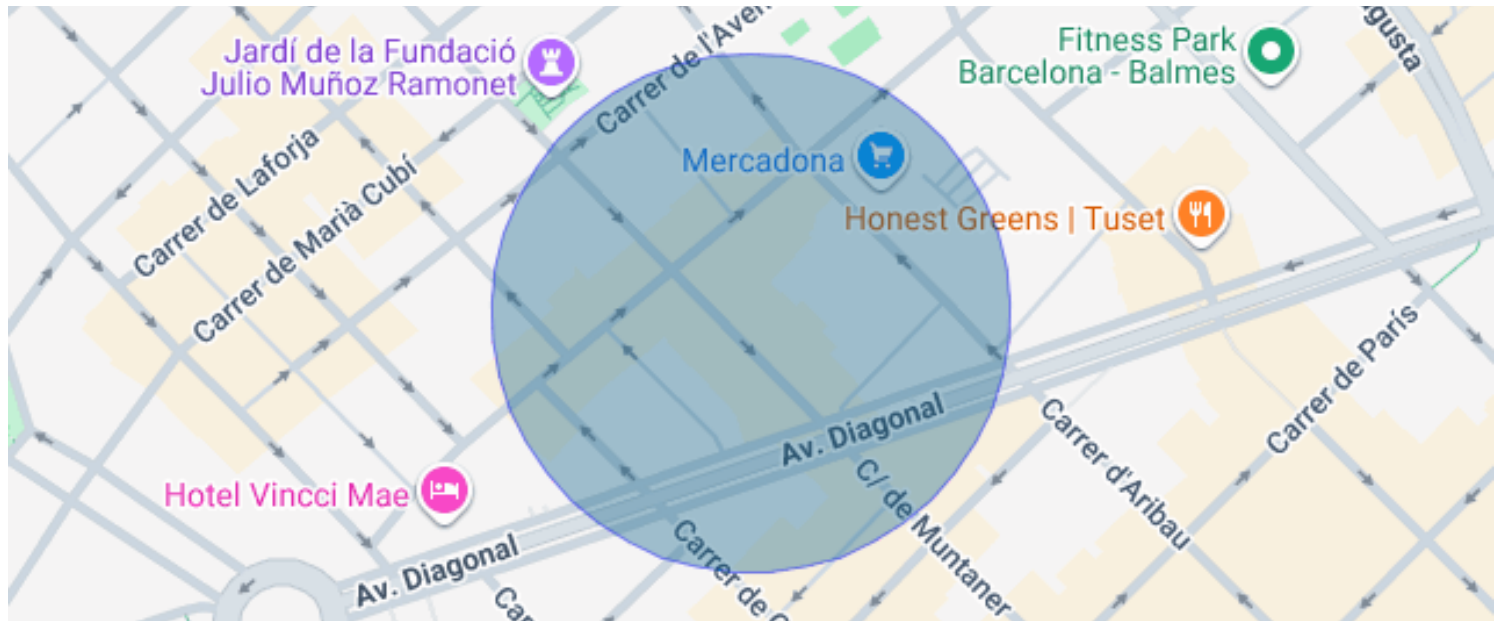 Jardí de la Fundació
Julio Muñoz Ramonet
Carrer de l'Aven
Fitness Park
Barcelona - Balmes
gusta
Carrer de Laforja
Carrer de Marià Cubí
Mercadona
Honest Greens | Tuset
Carrer de París
Av. Diagonal
Carrer d'Aribau
C/ de Muntaner
Hotel Vincci Mae
Av. Diagonal
Carrer de
Car